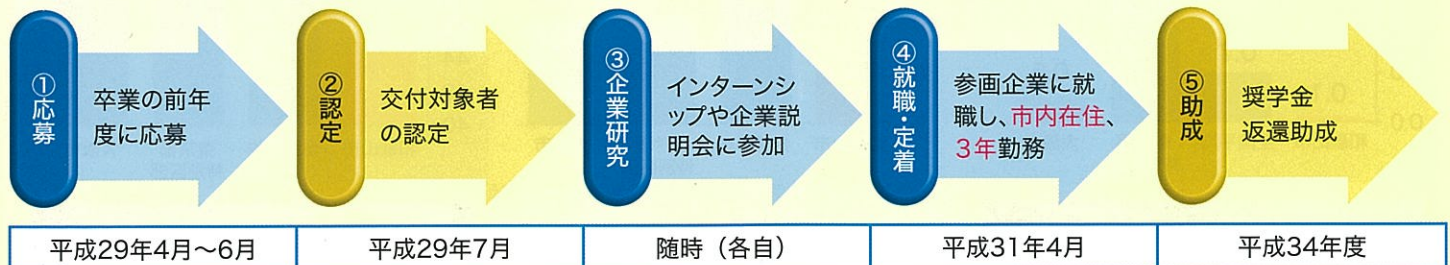 ①応募
卒業の前年
度に応募
②認定
交付対象者
の認定
③企業研究
インターンシ
ップや企業説
明会に参加
④就職・定着
参画企業に就
職し、市内在住、
3年勤務
⑤助成
奨学金
返還助成
平成29年4月～6月
平成29年7月
随時（各自）
平成31年4月
平成34年度